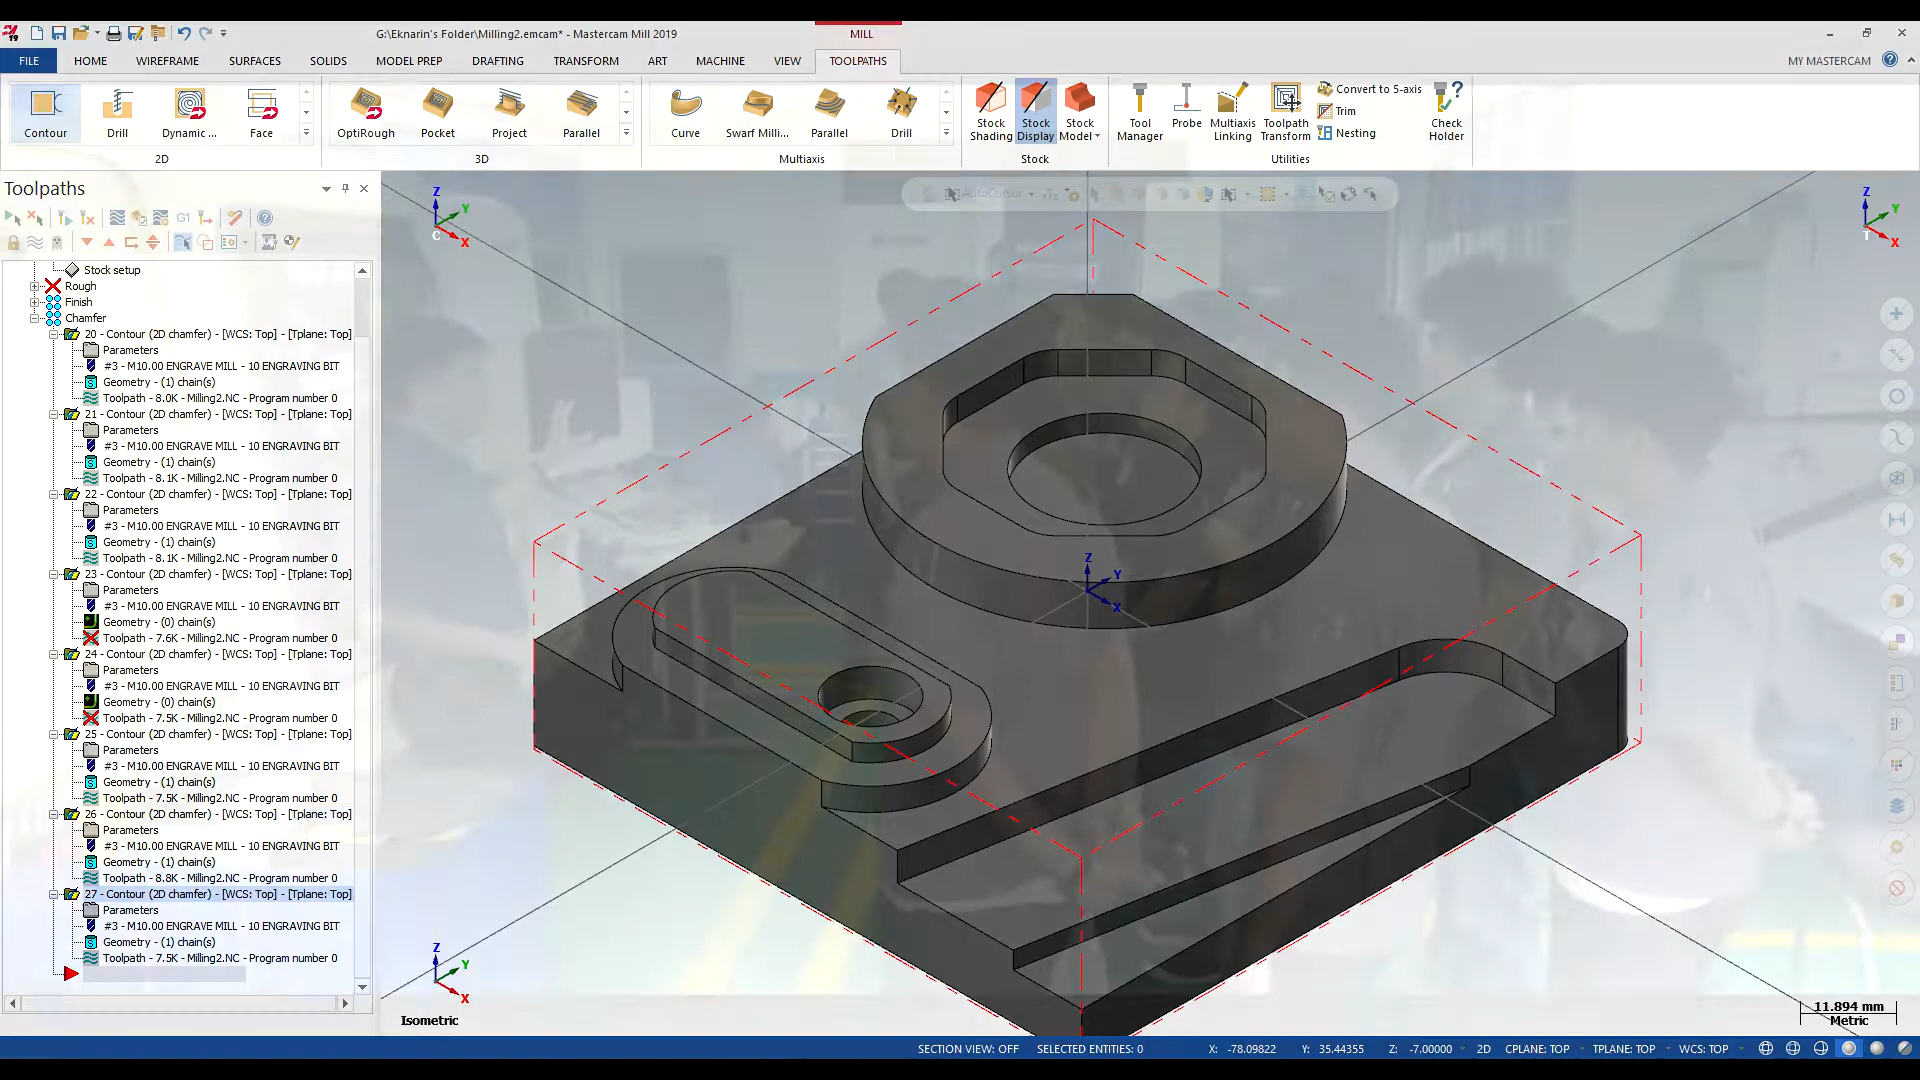 G:\Eknarin's Folder\Milling2.emcam* - Mastercam Mill 2019
MILL
FILE HOME WIREFRAME SURFACES SOLIDS MODEL PREP DRAFTING TRANSFORM ART MACHINE VIEW TOOLPATHS MY MASTERCAM
Contour Drill Dynamic ... Face
2D
OptiRough Pocket Project Parallel
3D
Curve Swarf Milli... Parallel Drill
Multiaxis
Stock Shading Stock Display Stock Model
Stock
Tool Manager Probe Multiaxis Linking Toolpath Transform
Convert to 5-axis
Trim
Nesting
Check Holder
Utilities
Toolpaths
AutoCursor
G1
Stock setup
Rough
Finish
Chamfer
20 - Contour (2D chamfer) - [WCS: Top] - [Tplane: Top]
Parameters
#3 - M10.00 ENGRAVE MILL - 10 ENGRAVING BIT
Geometry - (1) chain(s)
Toolpath - 8.0K - Milling2.NC - Program number 0
21 - Contour (2D chamfer) - [WCS: Top] - [Tplane: Top]
Parameters
#3 - M10.00 ENGRAVE MILL - 10 ENGRAVING BIT
Geometry - (1) chain(s)
Toolpath - 8.1K - Milling2.NC - Program number 0
22 - Contour (2D chamfer) - [WCS: Top] - [Tplane: Top]
Parameters
#3 - M10.00 ENGRAVE MILL - 10 ENGRAVING BIT
Geometry - (1) chain(s)
Toolpath - 8.1K - Milling2.NC - Program number 0
23 - Contour (2D chamfer) - [WCS: Top] - [Tplane: Top]
Parameters
#3 - M10.00 ENGRAVE MILL - 10 ENGRAVING BIT
Geometry - (0) chain(s)
Toolpath - 7.6K - Milling2.NC - Program number 0
24 - Contour (2D chamfer) - [WCS: Top] - [Tplane: Top]
Parameters
#3 - M10.00 ENGRAVE MILL - 10 ENGRAVING BIT
Geometry - (0) chain(s)
Toolpath - 7.5K - Milling2.NC - Program number 0
25 - Contour (2D chamfer) - [WCS: Top] - [Tplane: Top]
Parameters
#3 - M10.00 ENGRAVE MILL - 10 ENGRAVING BIT
Geometry - (1) chain(s)
Toolpath - 7.5K - Milling2.NC - Program number 0
26 - Contour (2D chamfer) - [WCS: Top] - [Tplane: Top]
Parameters
#3 - M10.00 ENGRAVE MILL - 10 ENGRAVING BIT
Geometry - (1) chain(s)
Toolpath - 8.8K - Milling2.NC - Program number 0
27 - Contour (2D chamfer) - [WCS: Top] - [Tplane: Top]
Parameters
#3 - M10.00 ENGRAVE MILL - 10 ENGRAVING BIT
Geometry - (1) chain(s)
Toolpath - 7.5K - Milling2.NC - Program number 0
Z Y X C
Z Y X T
Z Y X
Z Y X
Isometric
11.894 mm
Metric
SECTION VIEW: OFF SELECTED ENTITIES: 0 X: -78.09822 Y: 35.44355 Z: -7.00000 2D CPLANE: TOP TPLANE: TOP WCS: TOP